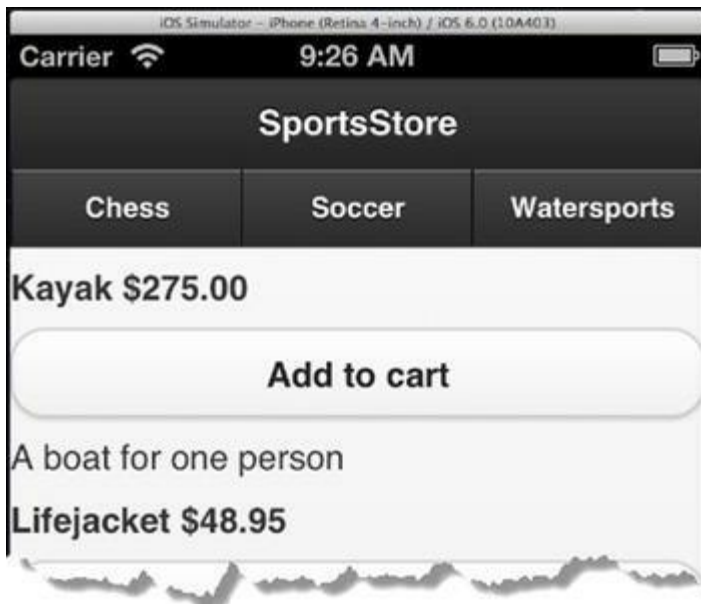 iOS Simulator - iPhone (Retina 4-inch) / iOS 6.0 (10A403)
Carrier 9:26 AM
SportsStore
Chess Soccer Watersports
Kayak $275.00
Add to cart
A boat for one person
Lifejacket $48.95